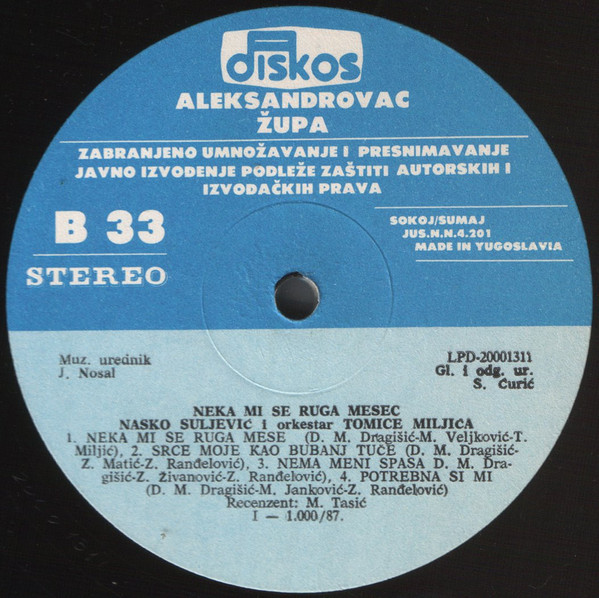 diskos
ALEKSANDROVAC
ŽUPA
ZABRANJENO UMNOŽAVANJE I PRESNIMAVANJE
JAVNO IZVOĐENJE PODLEŽE ZAŠTITI AUTORSKIH I
IZVOĐAČKIH PRAVA
B 33
STEREO
SOKOJ/SUMAJ
JUS.N.N.4.201
MADE IN YUGOSLAVIA
Muz. urednik
J. Nosal
LPD-20001311
Gl. i odg. ur.
S. Ćurić
NEKA MI SE RUGA MESEC
NASKO SULJEVIĆ i orkestar TOMICE MILJIĆA
1. NEKA MI SE RUGA MESE (D. M. Dragišić-M. Veljković-T.
Miljić), 2. SRCE MOJE KAO BUBANJ TUČE (D. M. Dragišić-
Z. Matić-Z. Ranđelović), 3. NEMA MENI SPASA D. M. Dra-
gišić-Z. Živanović-Z. Ranđelović), 4. POTREBNA SI MI
(D. M. Dragišić-M, Janković-Z. Ranđelović)
Recenzent: M. Tasić
I — 1.000/87.